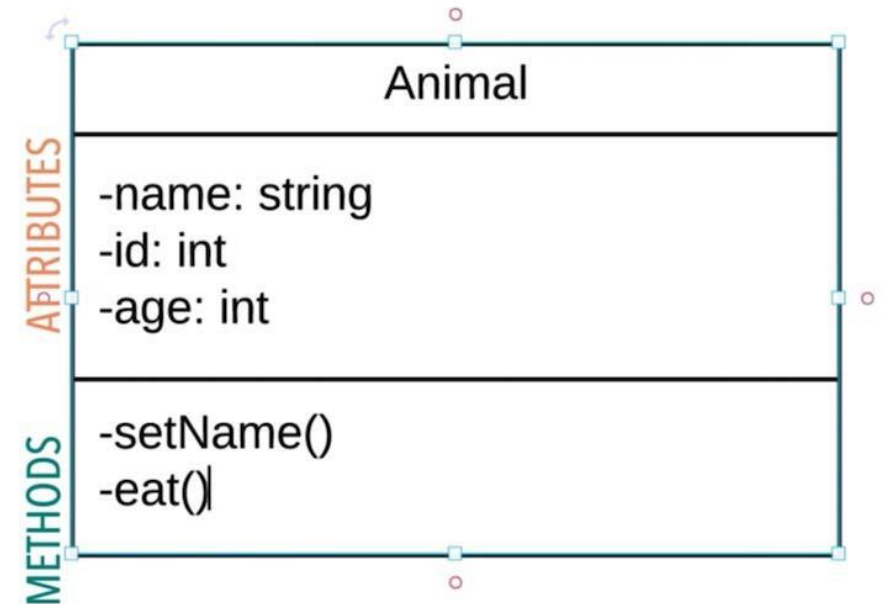 Animal
ATTRIBUTES
-name: string
-id: int
-age: int
METHODS
-setName()
-eat()